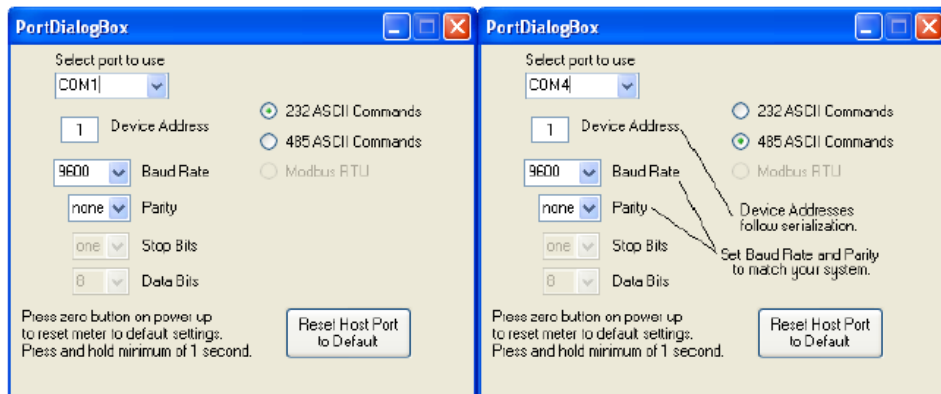 PortDialogBox
Select port to use
COM1
1 Device Address
232 ASCII Commands
485 ASCII Commands
Modbus RTU
9600 Baud Rate
none Parity
one Stop Bits
8 Data Bits
Press zero button on power up
to reset meter to default settings.
Press and hold minimum of 1 second.
Reset Host Port
to Default
PortDialogBox
Select port to use
COM4
1 Device Address
232 ASCII Commands
485 ASCII Commands
Modbus RTU
9600 Baud Rate
none Parity
Device Addresses
follow serialization.
one Stop Bits
Set Baud Rate and Parity
to match your system.
8 Data Bits
Press zero button on power up
to reset meter to default settings.
Press and hold minimum of 1 second.
Reset Host Port
to Default